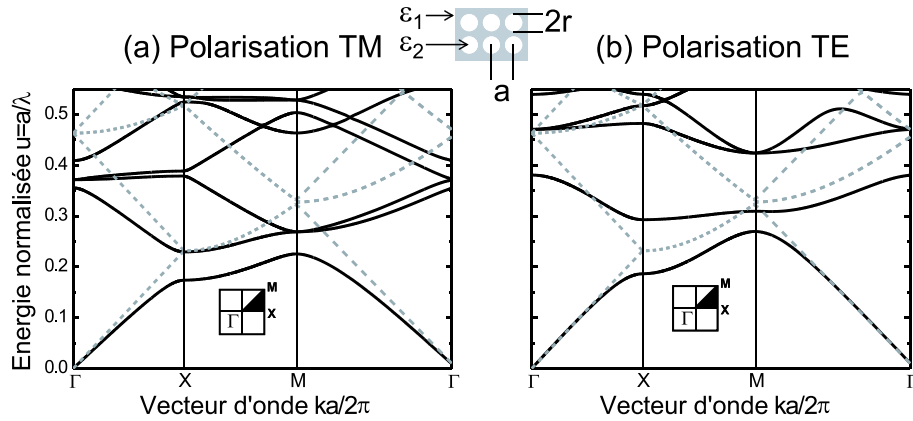 ε1
ε2
2r
a
(a) Polarisation TM
(b) Polarisation TE
Energie normalisée u=a/λ
0.5
0.4
0.3
0.2
0.1
0.0
M
Γ
X
M
Γ
X
Γ
X
M
Γ
Γ
X
M
Γ
Vecteur d'onde ka/2π
Vecteur d'onde ka/2π